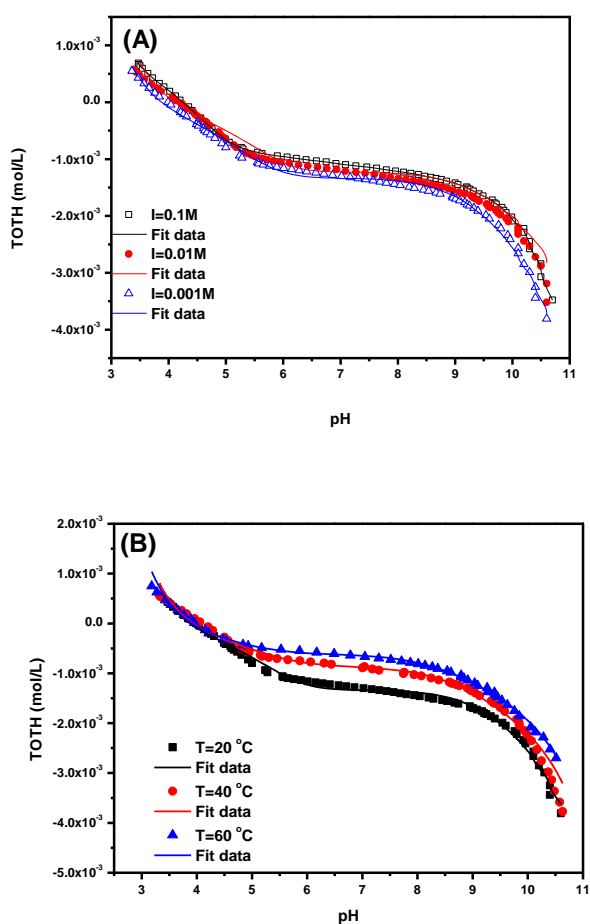 (A)
1.0x10⁻³
0.0
-1.0x10⁻³
-2.0x10⁻³
-3.0x10⁻³
-4.0x10⁻³
TOTH (mol/L)
I=0.1M
Fit data
I=0.01M
Fit data
I=0.001M
Fit data
3 4 5 6 7 8 9 10 11
pH
(B)
2.0x10⁻³
1.0x10⁻³
0.0
-1.0x10⁻³
-2.0x10⁻³
-3.0x10⁻³
-4.0x10⁻³
-5.0x10⁻³
TOTH (mol/L)
T=20 °C
Fit data
T=40 °C
Fit data
T=60 °C
Fit data
3 4 5 6 7 8 9 10 11
pH